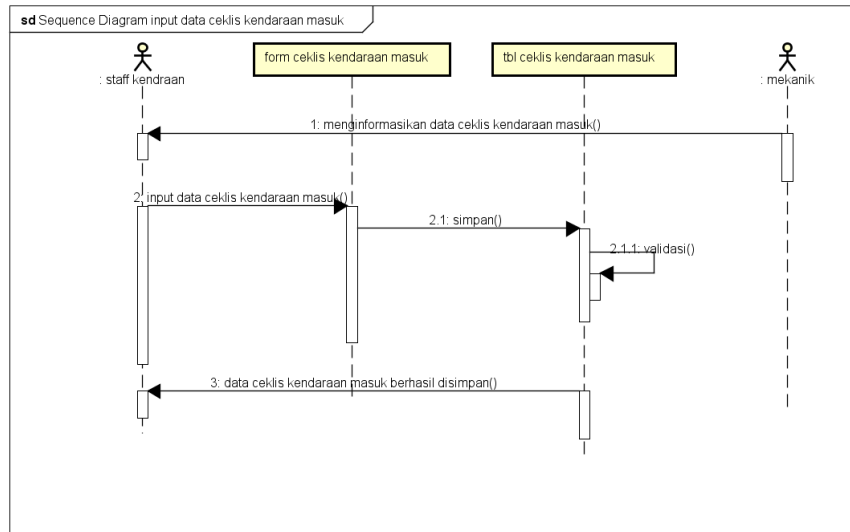 sd Sequence Diagram input data ceklis kendaraan masuk
: staff kendraan
form ceklis kendaraan masuk
tbl ceklis kendaraan masuk
: mekanik
1: menginformasikan data ceklis kendaraan masuk()
2: input data ceklis kendaraan masuk()
2.1: simpan()
2.1.1: validasi()
3: data ceklis kendaraan masuk berhasil disimpan()